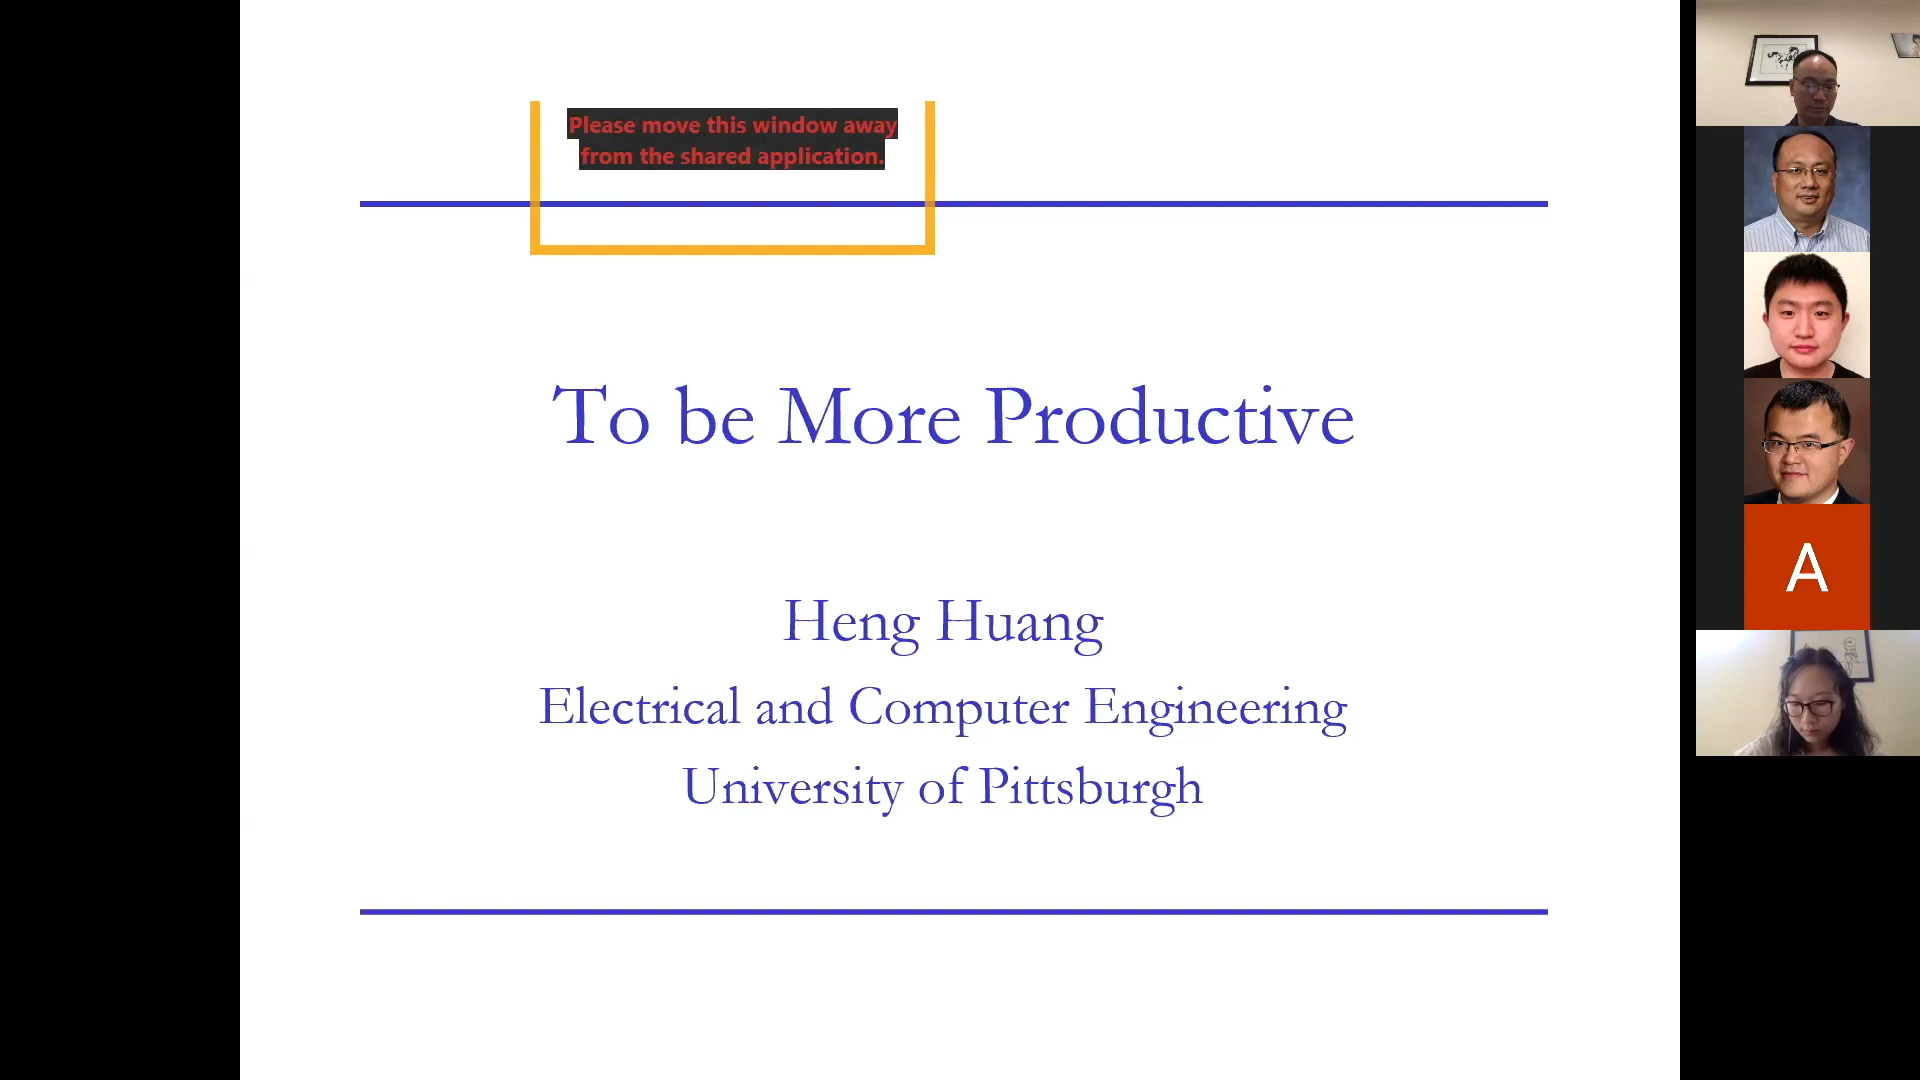 Please move this window away
from the shared application.
To be More Productive
Heng Huang
Electrical and Computer Engineering
University of Pittsburgh
A